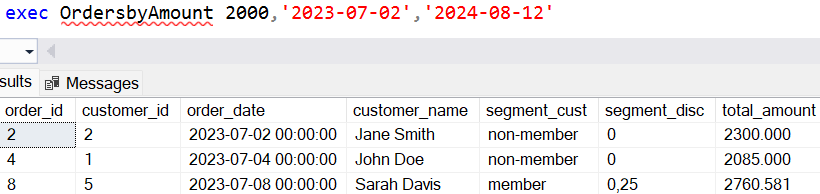 exec OrdersbyAmount 2000,'2023-07-02','2024-08-12'
sults Messages
order_id customer_id order_date customer_name segment_cust segment_disc total_amount
2 2 2023-07-02 00:00:00 Jane Smith non-member 0 2300.000
4 1 2023-07-04 00:00:00 John Doe non-member 0 2085.000
8 5 2023-07-08 00:00:00 Sarah Davis member 0,25 2760.581